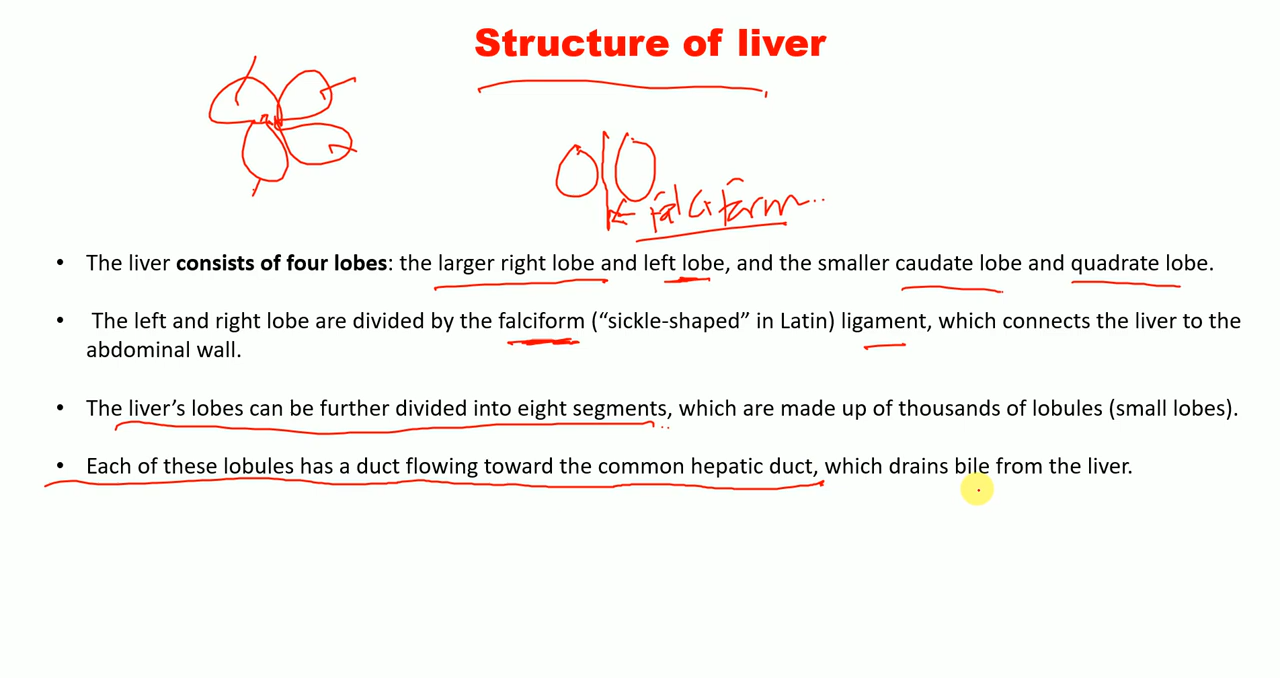 Structure of liver
falciform...
• The liver consists of four lobes: the larger right lobe and left lobe, and the smaller caudate lobe and quadrate lobe.
• The left and right lobe are divided by the falciform (“sickle-shaped” in Latin) ligament, which connects the liver to the
abdominal wall.
• The liver’s lobes can be further divided into eight segments, which are made up of thousands of lobules (small lobes).
• Each of these lobules has a duct flowing toward the common hepatic duct, which drains bile from the liver.